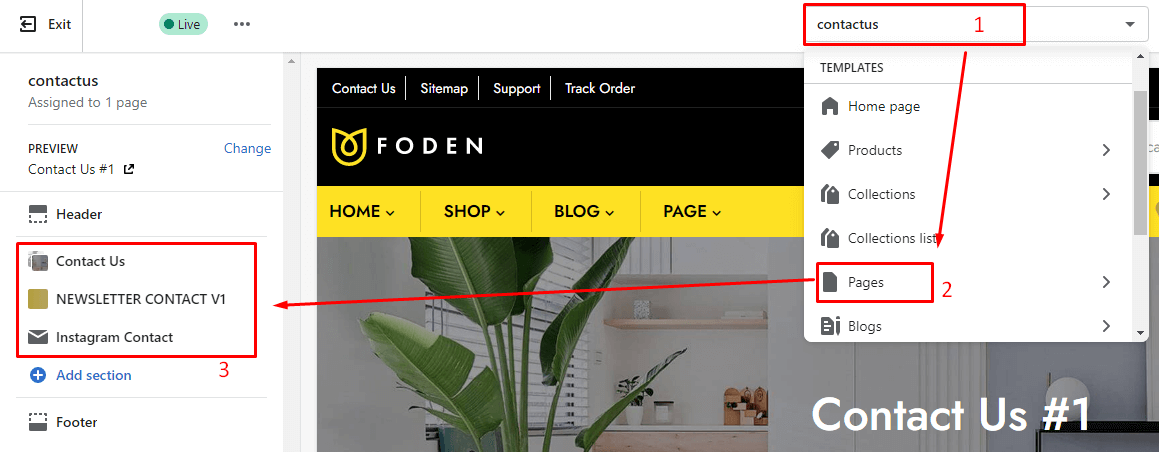 Exit
Live
contactus
1
contactus
Assigned to 1 page
PREVIEW
Change
Contact Us #1
Header
Contact Us
NEWSLETTER CONTACT V1
Instagram Contact
3
Add section
Footer
Contact Us
Sitemap
Support
Track Order
FODEN
HOME
SHOP
BLOG
PAGE
TEMPLATES
Home page
Products
Collections
Collections list
Pages
2
Blogs
Contact Us #1